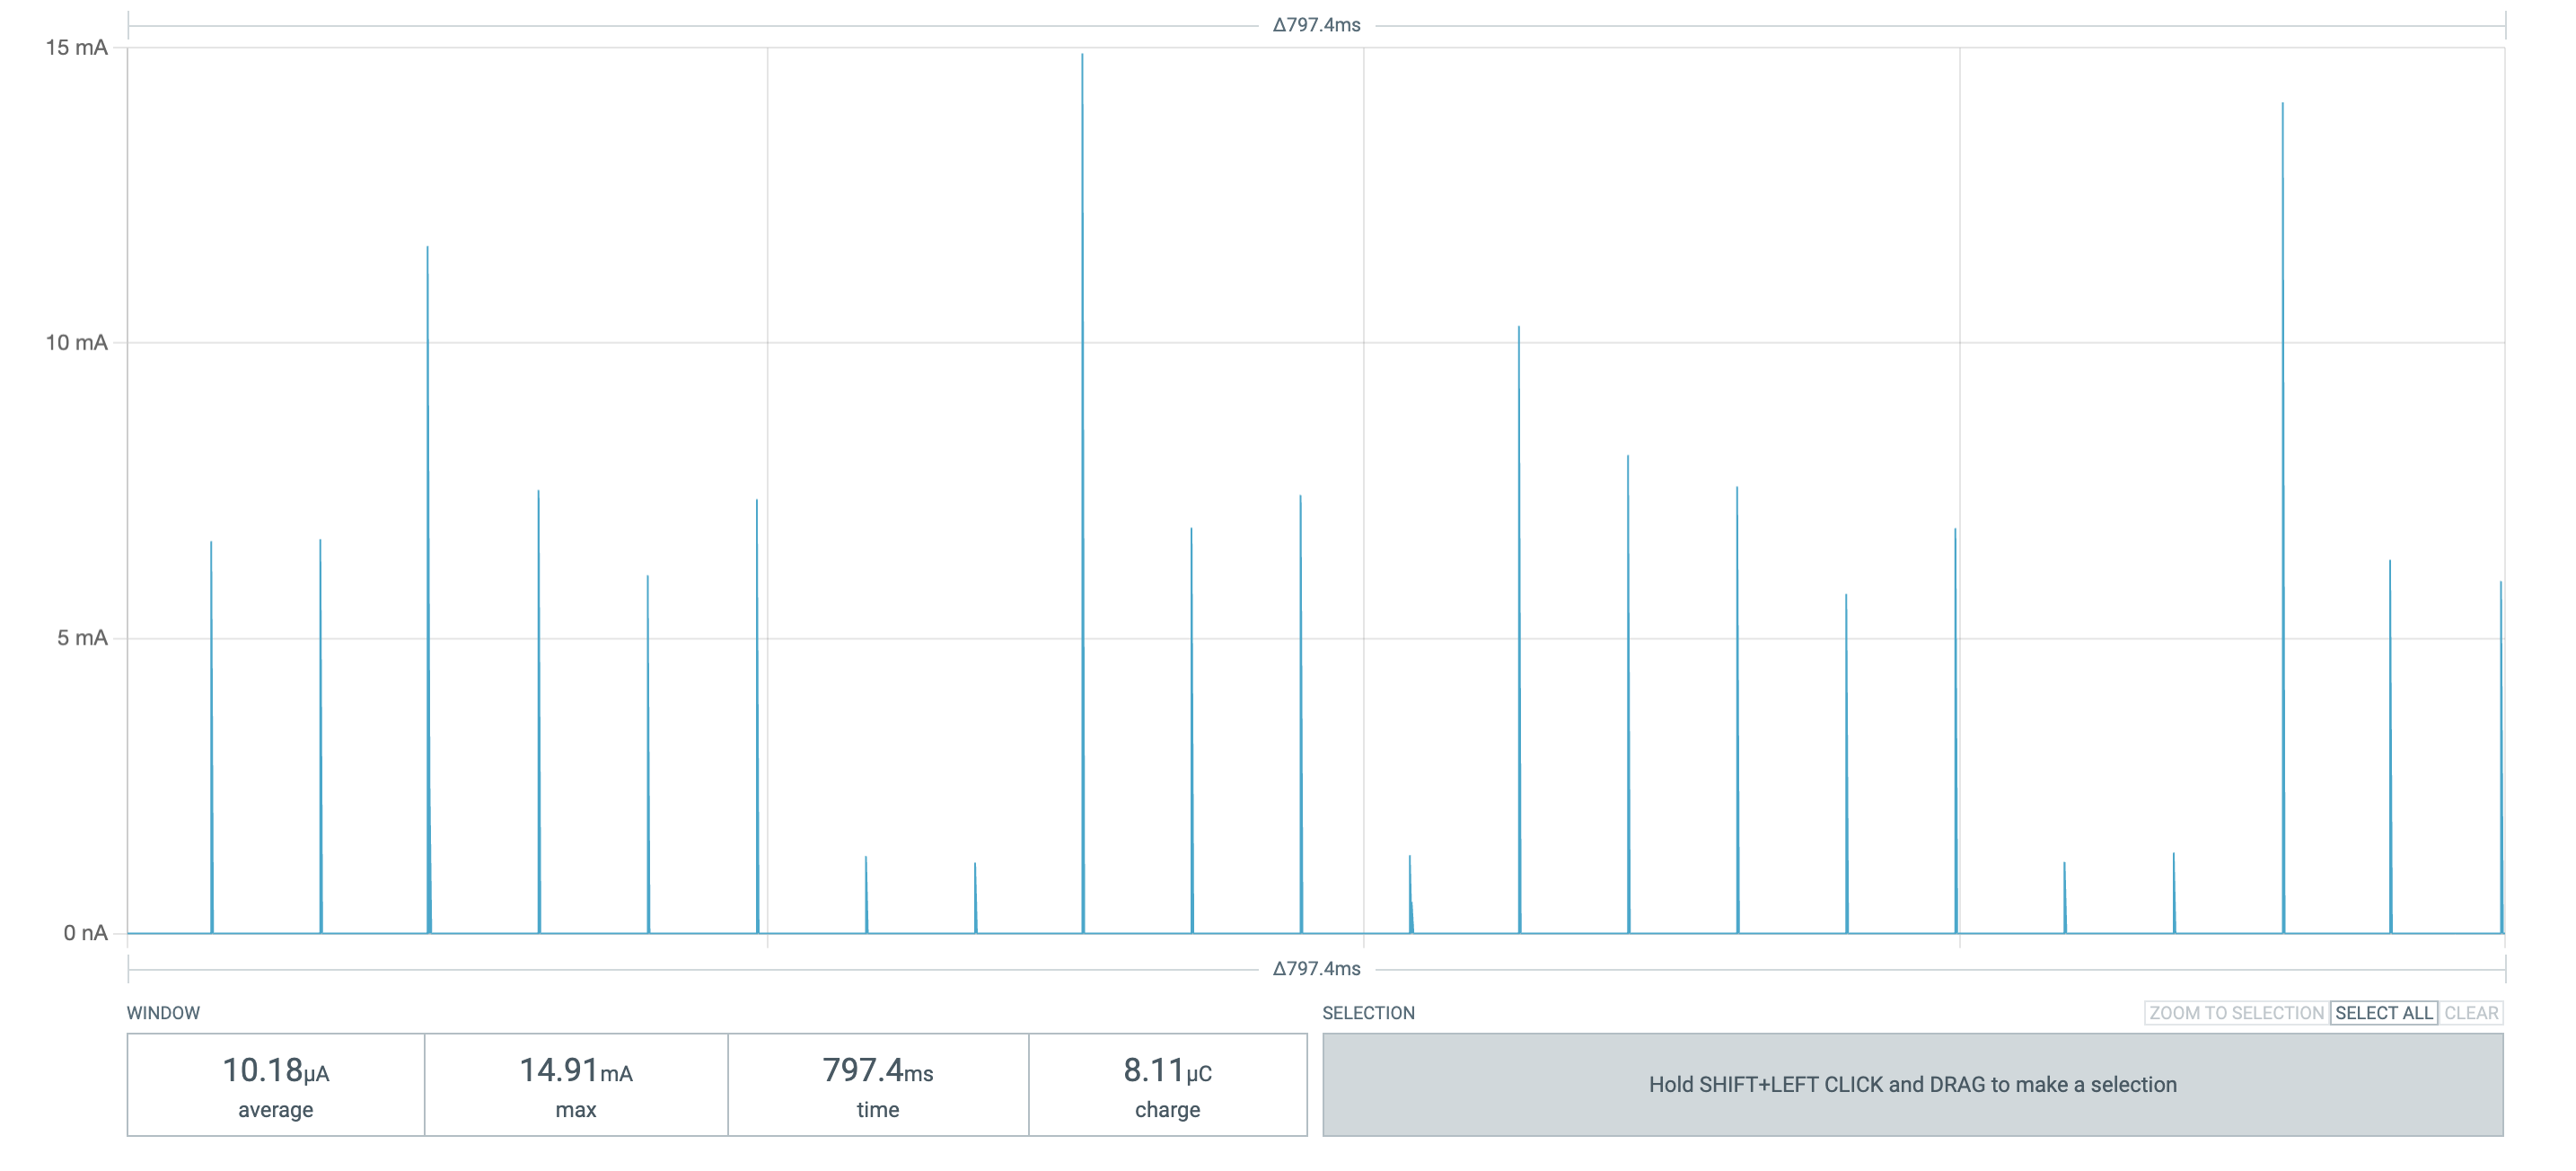 Δ797.4ms
15 mA
10 mA
5 mA
0 nA
Δ797.4ms
WINDOW
10.18µA
average
14.91mA
max
797.4ms
time
8.11µC
charge
SELECTION
ZOOM TO SELECTION SELECT ALL CLEAR
Hold SHIFT+LEFT CLICK and DRAG to make a selection